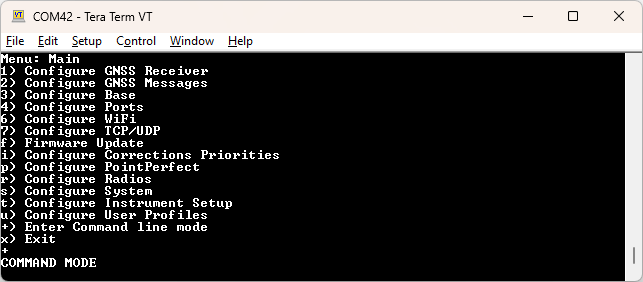 COM42 - Tera Term VT
File Edit Setup Control Window Help
Menu: Main
1) Configure GNSS Receiver
2) Configure GNSS Messages
3) Configure Base
4) Configure Ports
6) Configure WiFi
7) Configure TCP/UDP
f) Firmware Update
i) Configure Corrections Priorities
p) Configure PointPerfect
r) Configure Radios
s) Configure System
t) Configure Instrument Setup
u) Configure User Profiles
+) Enter Command line mode
x) Exit
+
COMMAND MODE